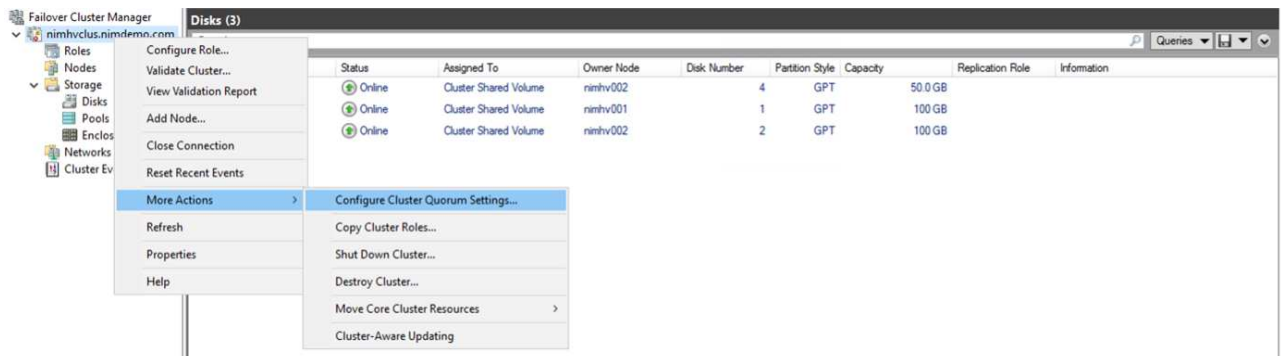 Failover Cluster Manager
nimhvclus.nimdemo.com
Roles
Nodes
Storage
Disks
Pools
Enclos
Networks
Cluster Ev
Disks (3)
Queries
Status Assigned To Owner Node Disk Number Partition Style Capacity Replication Role Information
Online Cluster Shared Volume nimhv002 4 GPT 50.0 GB
Online Cluster Shared Volume nimhv001 1 GPT 100 GB
Online Cluster Shared Volume nimhv002 2 GPT 100 GB
Configure Role...
Validate Cluster...
View Validation Report
Add Node...
Close Connection
Reset Recent Events
More Actions
Refresh
Properties
Help
Configure Cluster Quorum Settings...
Copy Cluster Roles...
Shut Down Cluster...
Destroy Cluster...
Move Core Cluster Resources
Cluster-Aware Updating